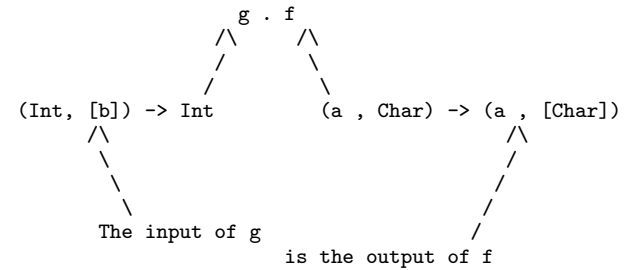 g . f
(Int, [b]) -> Int (a , Char) -> (a , [Char])
The input of g
is the output of f